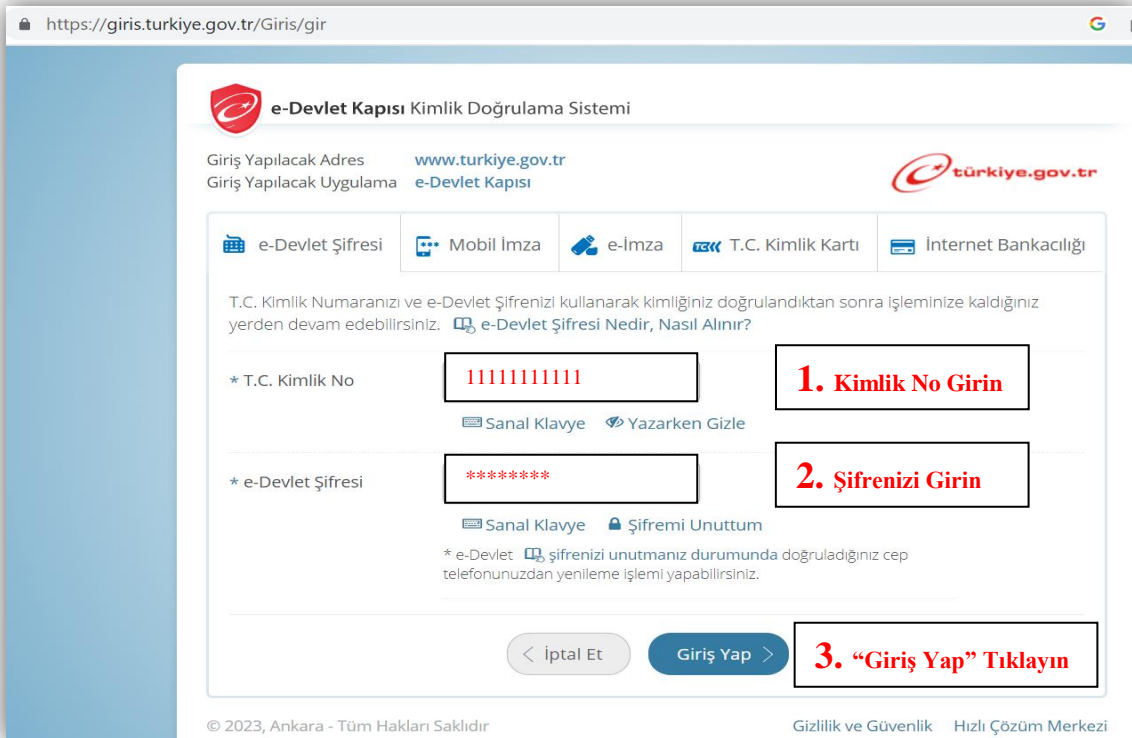 https://giris.turkiye.gov.tr/Giris/gir
e-Devlet Kapısı Kimlik Doğrulama Sistemi
Giriş Yapılacak Adres www.turkiye.gov.tr
Giriş Yapılacak Uygulama e-Devlet Kapısı
türkiye.gov.tr
e-Devlet Şifresi Mobil İmza e-İmza T.C. Kimlik Kartı İnternet Bankacılığı
T.C. Kimlik Numaranızı ve e-Devlet Şifrenizi kullanarak kimliğiniz doğrulandıktan sonra işleminize kaldığınız
yerden devam edebilirsiniz. e-Devlet Şifresi Nedir, Nasıl Alınır?
* T.C. Kimlik No 11111111111 1. Kimlik No Girin
Sanal Klavye Yazarken Gizle
* e-Devlet Şifresi ******** 2. Şifrenizi Girin
Sanal Klavye Şifremi Unuttum
* e-Devlet şifrenizi unutmanız durumunda doğruladığınız cep
telefonunuzdan yenileme işlemi yapabilirsiniz.
< İptal Et Giriş Yap > 3. “Giriş Yap” Tıklayın
© 2023, Ankara - Tüm Hakları Saklıdır Gizlilik ve Güvenlik Hızlı Çözüm Merkezi